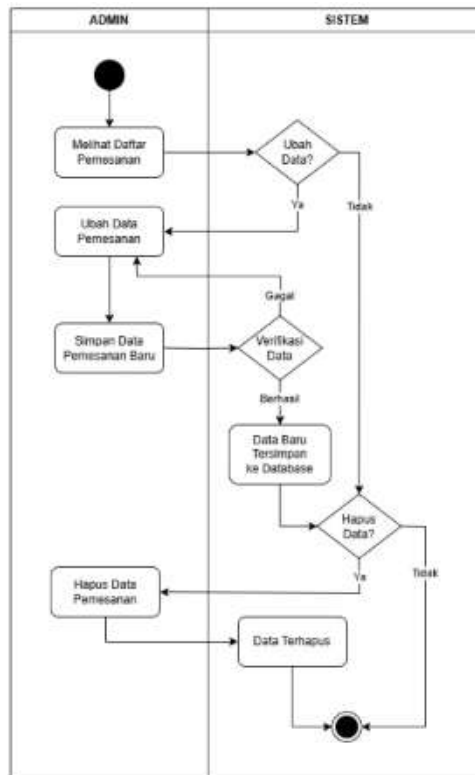 ADMIN
SISTEM
Melihat Daftar
Pemesanan
Ubah
Data?
Ya
Tidak
Ubah Data
Pemesanan
Gagal
Simpan Data
Pemesanan Baru
Verifikasi
Data
Berhasil
Data Baru
Tersimpan
ke Database
Hapus
Data?
Ya
Tidak
Hapus Data
Pemesanan
Data Terhapus